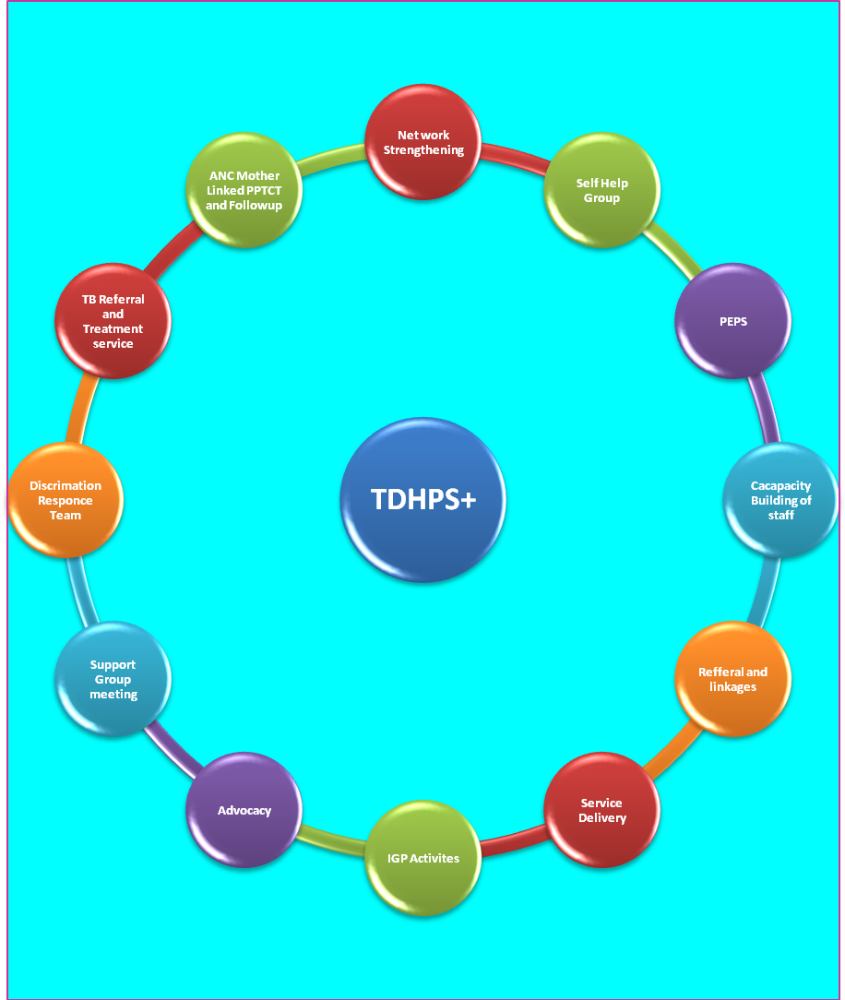 Net work
Strengthening
Self Help
Group
PEPS
Cacapacity
Building of
staff
Refferal and
linkages
Service
Delivery
IGP Activites
Advocacy
Support
Group
meeting
Discrimation
Responce
Team
TB Referral
and
Treatment
service
ANC Mother
Linked PPTCT
and Followup
TDHPS+